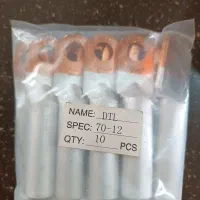 NAME: DTL
SPEC: 70-12
QTY: 10 PCS